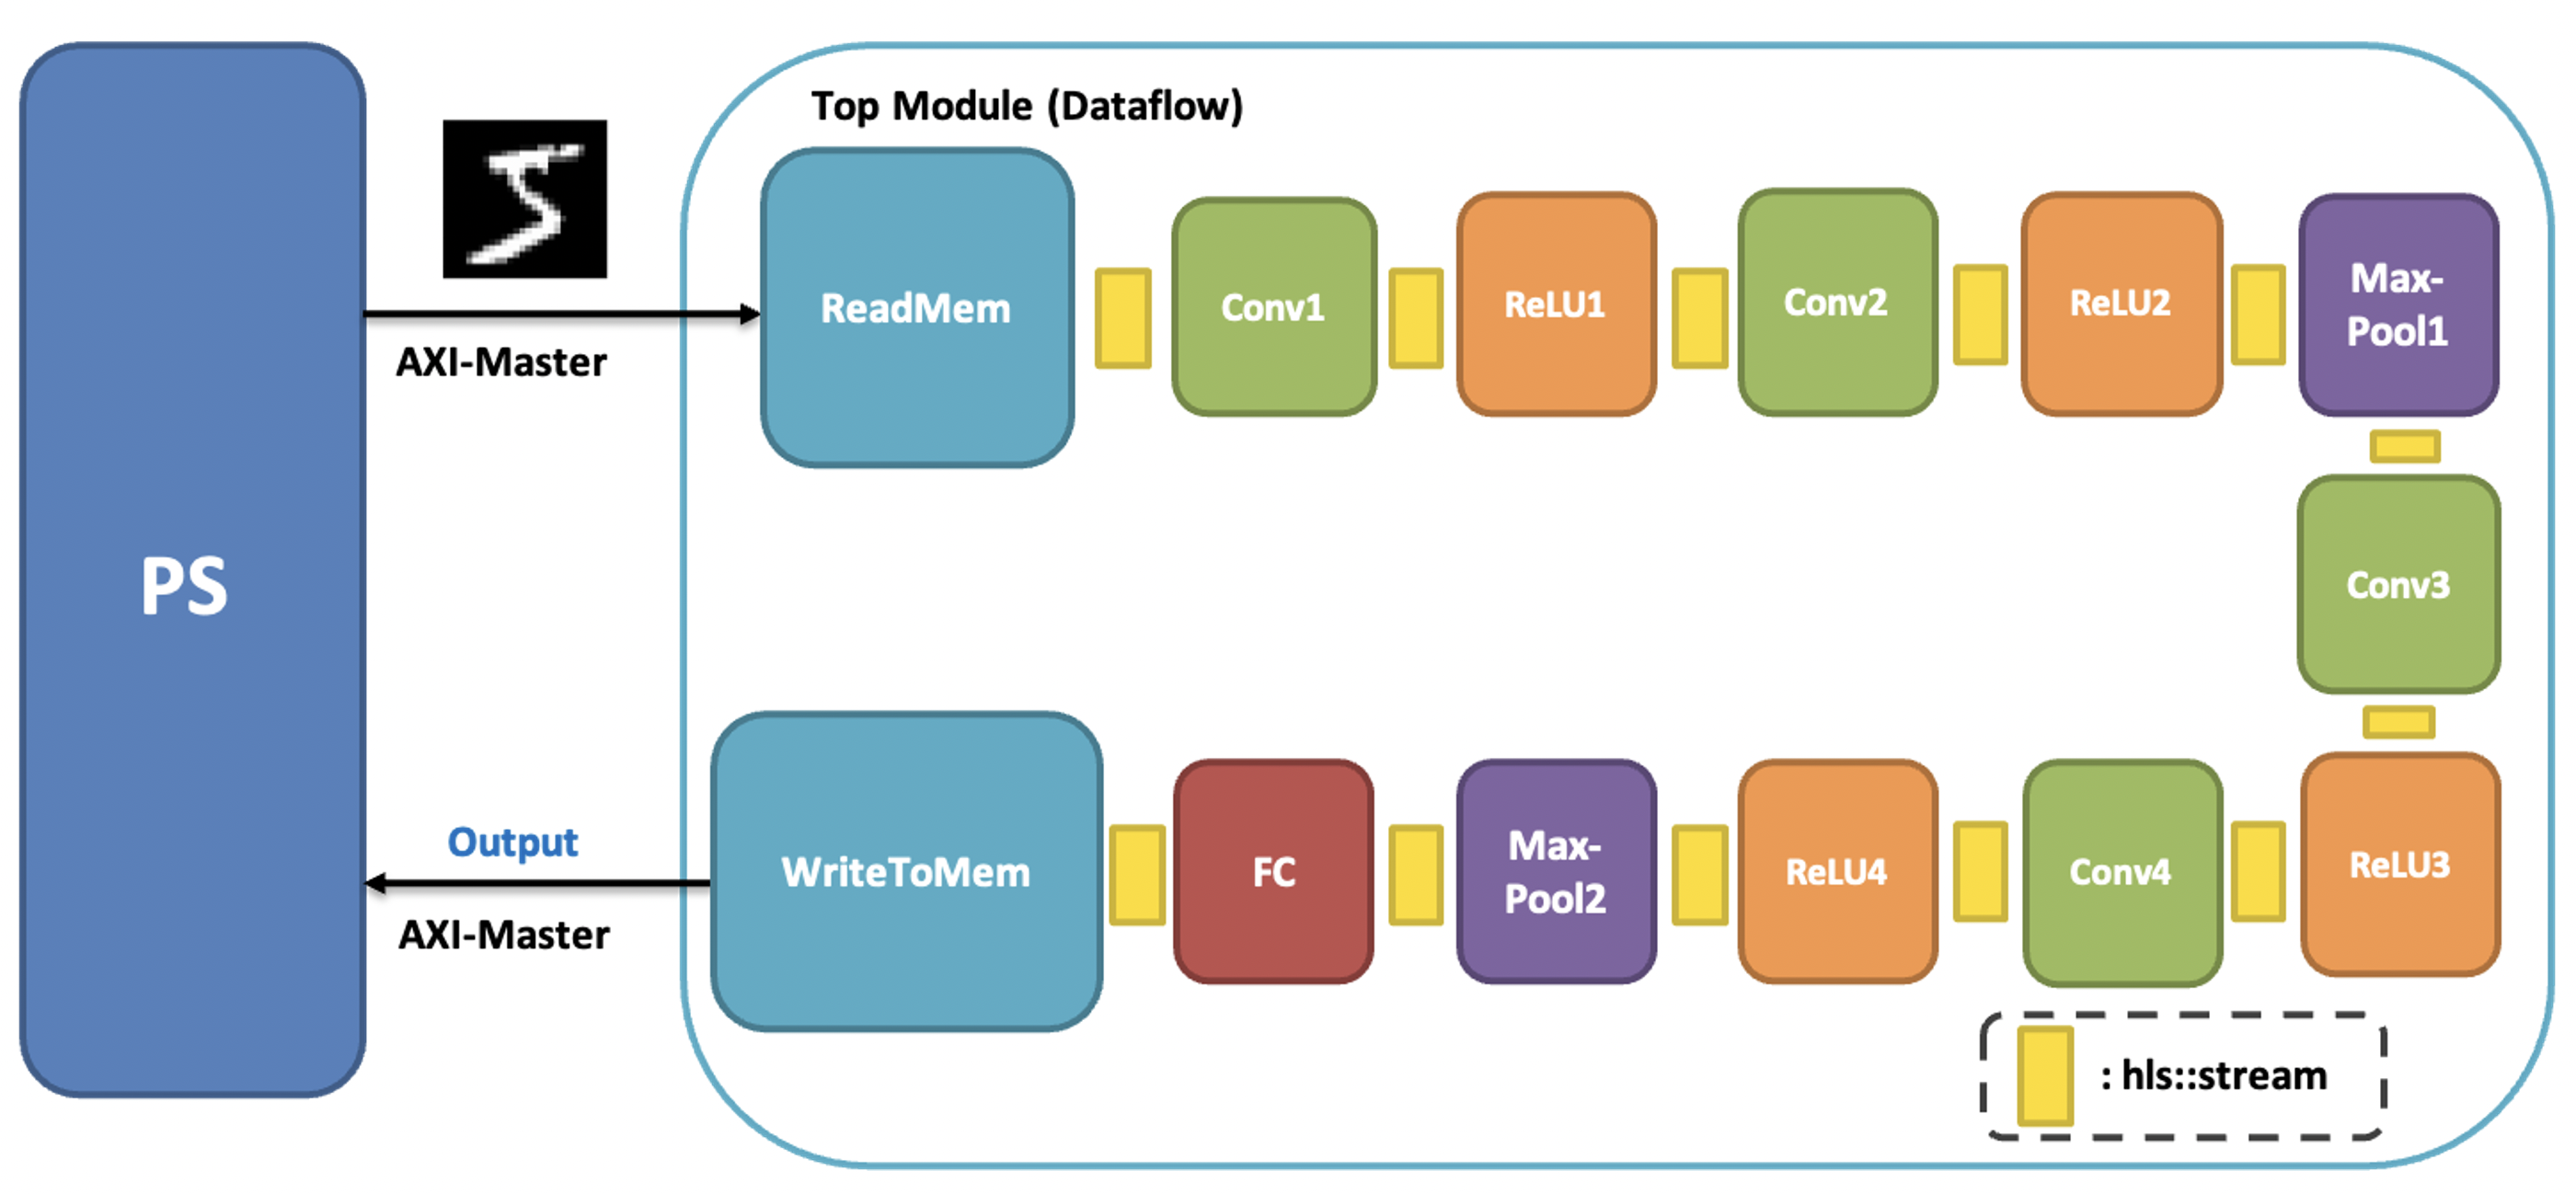 Top Module (Dataflow)
PS
AXI-Master
ReadMem
Conv1
ReLU1
Conv2
ReLU2
Max-
Pool1
Conv3
ReLU3
Conv4
ReLU4
Max-
Pool2
FC
WriteToMem
Output
AXI-Master
: hls::stream